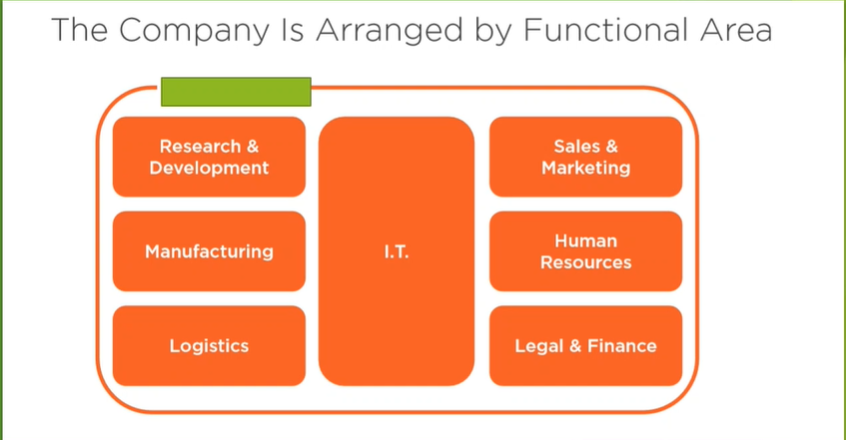 The Company Is Arranged by Functional Area
Research &
Development
Manufacturing
Logistics
I.T.
Sales &
Marketing
Human
Resources
Legal & Finance